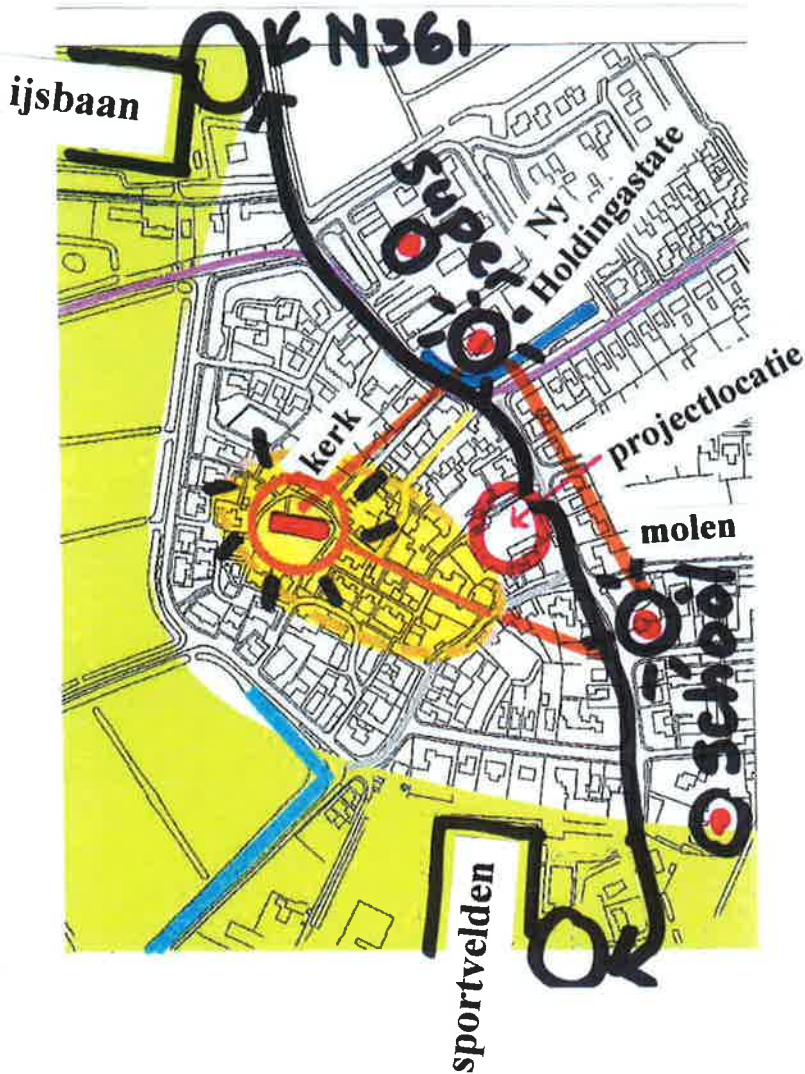 N361
ijsbaan
super
Ny
Holdingastate
kerk
projectlocatie
molen
school
sportvelden